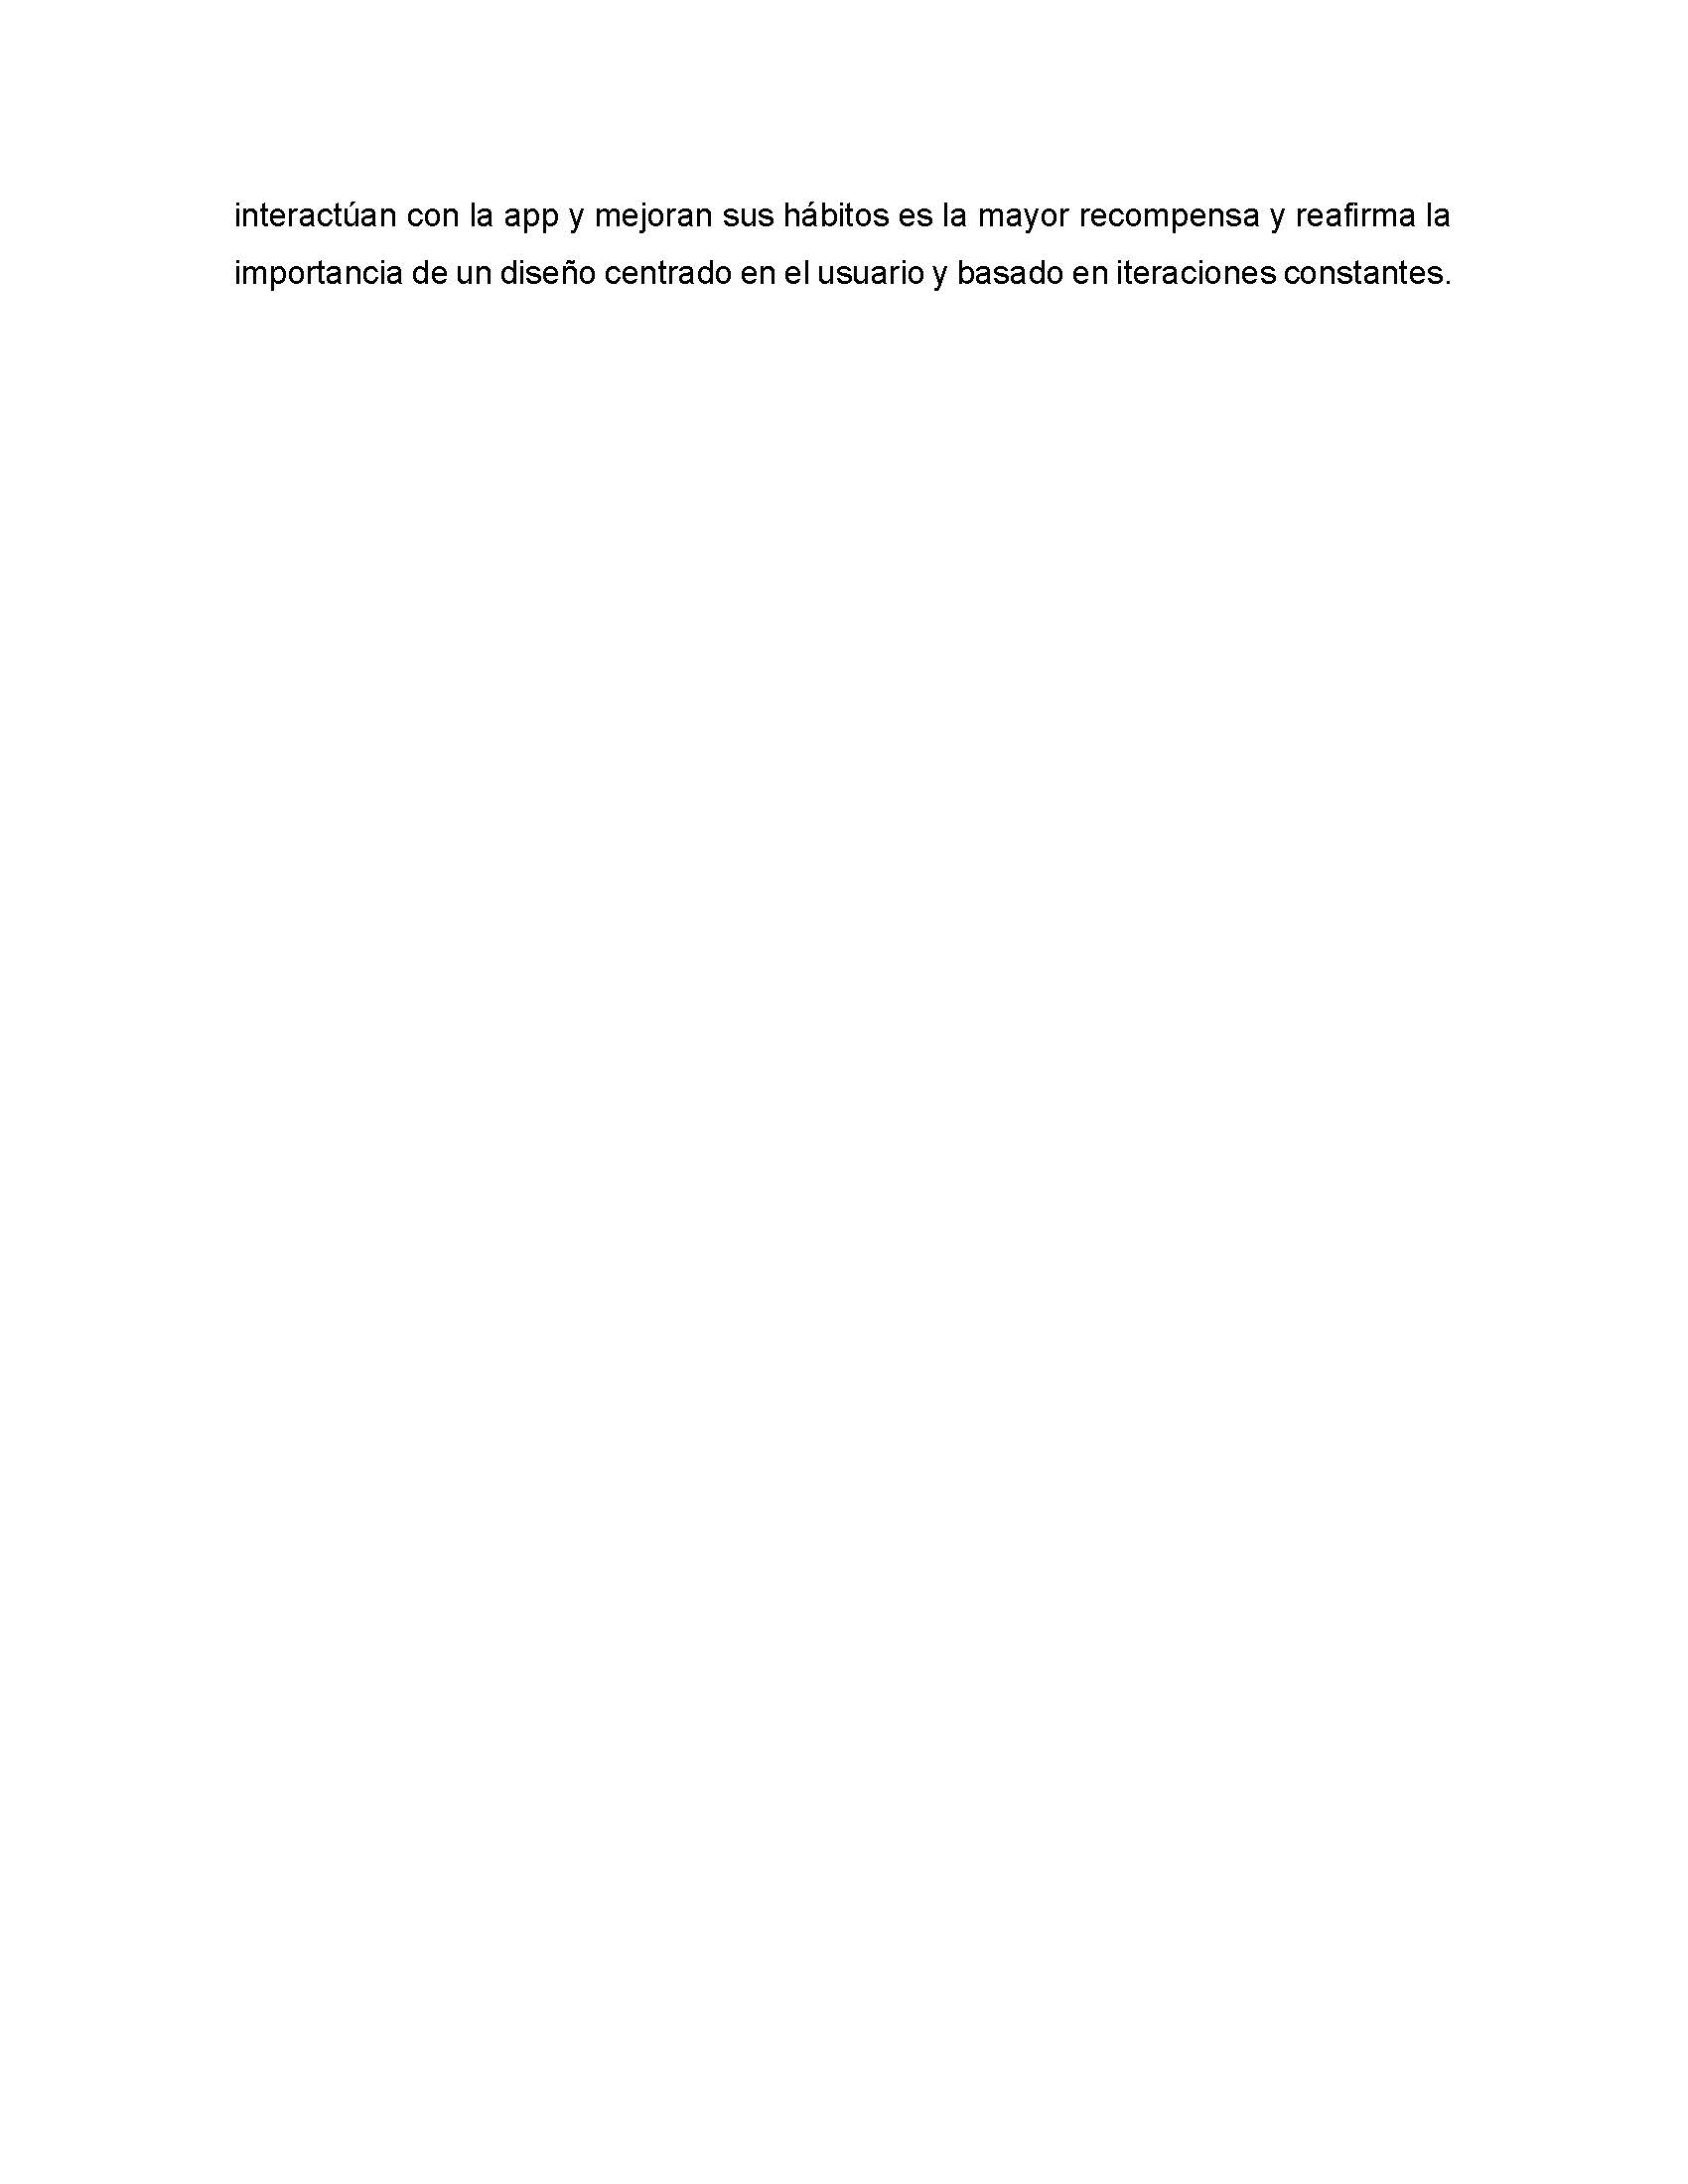 interactúan con la app y mejoran sus hábitos es la mayor recompensa y reafirma la
importancia de un diseño centrado en el usuario y basado en iteraciones constantes.